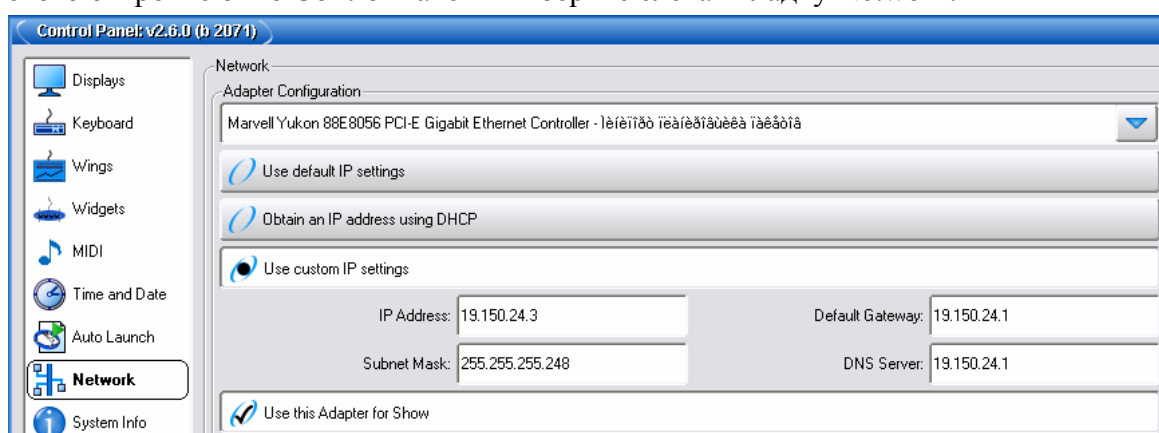 Control Panel: v2.6.0 (b 2071)
Displays
Keyboard
Wings
Widgets
MIDI
Time and Date
Auto Launch
Network
System Info
Network
Adapter Configuration
Marvell Yukon 88E8056 PCI-E Gigabit Ethernet Controller - Ìèíèïîðò ïëàíèðîâùèêà ïàêåòîâ
Use default IP settings
Obtain an IP address using DHCP
Use custom IP settings
IP Address: 19.150.24.3 Default Gateway: 19.150.24.1
Subnet Mask: 255.255.255.248 DNS Server: 19.150.24.1
Use this Adapter for Show